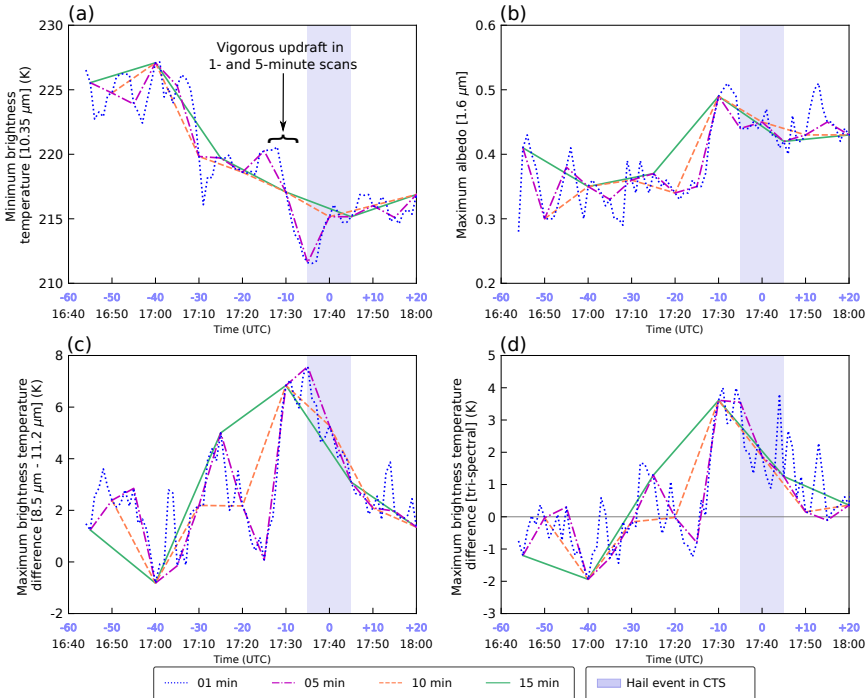 (a)
Minimum brightness
temperature [10.35 μm] (K)
230
225
220
215
210
Vigorous updraft in
1- and 5-minute scans
-60 -50 -40 -30 -20 -10 0 +10 +20
16:40 16:50 17:00 17:10 17:20 17:30 17:40 17:50 18:00
Time (UTC)
(b)
Maximum albedo [1.6 μm]
0.6
0.5
0.4
0.3
0.2
-60 -50 -40 -30 -20 -10 0 +10 +20
16:40 16:50 17:00 17:10 17:20 17:30 17:40 17:50 18:00
Time (UTC)
(c)
Maximum brightness temperature
difference [8.5 μm - 11.2 μm] (K)
8
6
4
2
0
-2
-60 -50 -40 -30 -20 -10 0 +10 +20
16:40 16:50 17:00 17:10 17:20 17:30 17:40 17:50 18:00
Time (UTC)
(d)
Maximum brightness temperature
difference [tri-spectral] (K)
5
4
3
2
1
0
-1
-2
-3
-60 -50 -40 -30 -20 -10 0 +10 +20
16:40 16:50 17:00 17:10 17:20 17:30 17:40 17:50 18:00
Time (UTC)
01 min 05 min 10 min 15 min Hail event in CTS